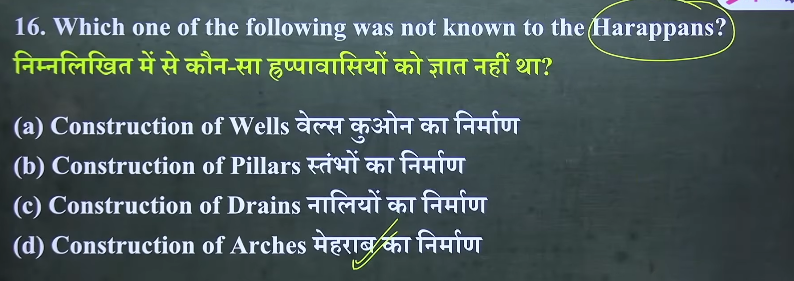 16. Which one of the following was not known to the Harappans?
निम्नलिखित में से कौन-सा हड़प्पावासियों को ज्ञात नहीं था?
(a) Construction of Wells वेल्स कुओन का निर्माण
(b) Construction of Pillars स्तंभों का निर्माण
(c) Construction of Drains नालियों का निर्माण
(d) Construction of Arches मेहराब का निर्माण